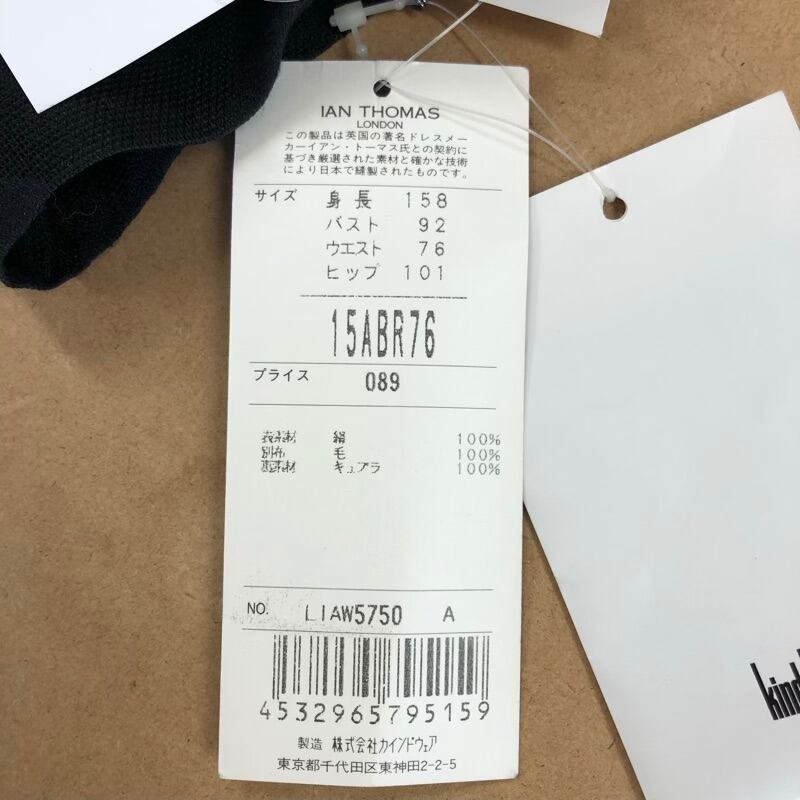 IAN THOMAS
LONDON
この製品は英国の著名ドレスメー
カーイアン・トーマス氏との契約に
基づき厳選された素材と確かな技術
により日本で縫製されたものです。
サイズ 身長 158
バスト 92
ウエスト 76
ヒップ 101
15ABR76
プライス 089
表素材 絹 100%
別布 毛 100%
裏素材 キュプラ 100%
NO. LIAW5750 A
4532965795159
製造 株式会社カインドウェア
東京都千代田区東神田2-2-5
kind